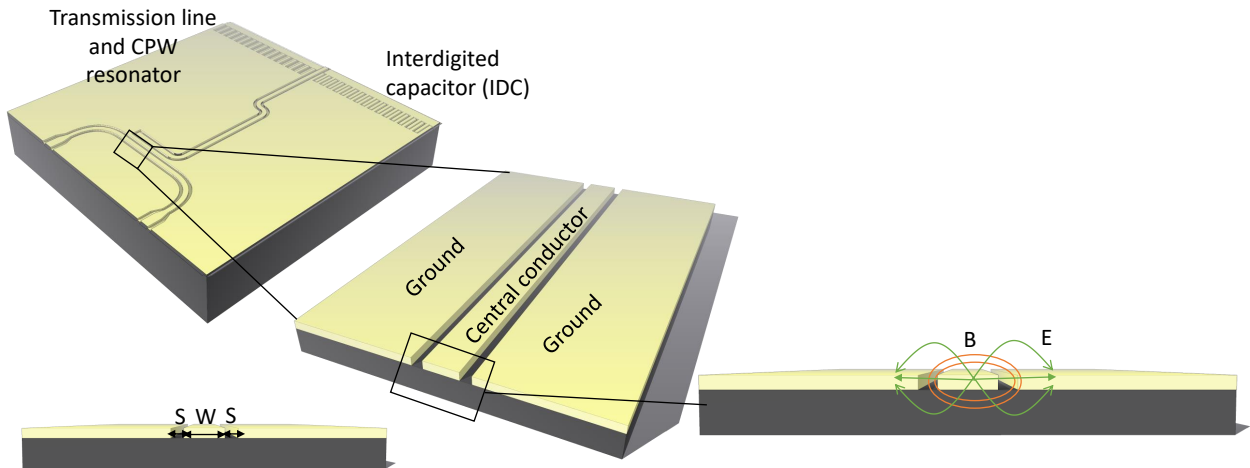 Transmission line
and CPW
resonator
Interdigited
capacitor (IDC)
Ground
Central conductor
Ground
B
E
S W S